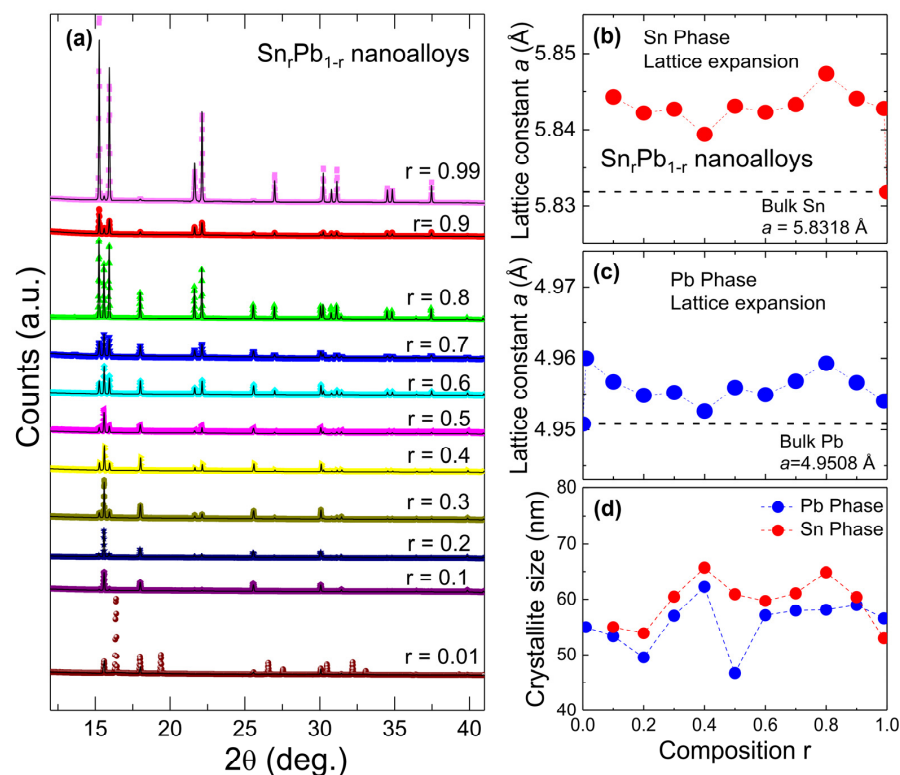 (a)
SnrPb1-r nanoalloys
r = 0.99
r = 0.9
r = 0.8
r = 0.7
r = 0.6
r = 0.5
r = 0.4
r = 0.3
r = 0.2
r = 0.1
r = 0.01
Counts (a.u.)
15 20 25 30 35 40
2θ (deg.)
(b)
Sn Phase
Lattice expansion
SnrPb1-r nanoalloys
Bulk Sn
a = 5.8318 Å
5.85
5.84
5.83
Lattice constant a (Å)
(c)
Pb Phase
Lattice expansion
Bulk Pb
a=4.9508 Å
4.97
4.96
4.95
Lattice constant a (Å)
(d)
Pb Phase
Sn Phase
80
70
60
50
40
Crystallite size (nm)
0.0 0.2 0.4 0.6 0.8 1.0
Composition r